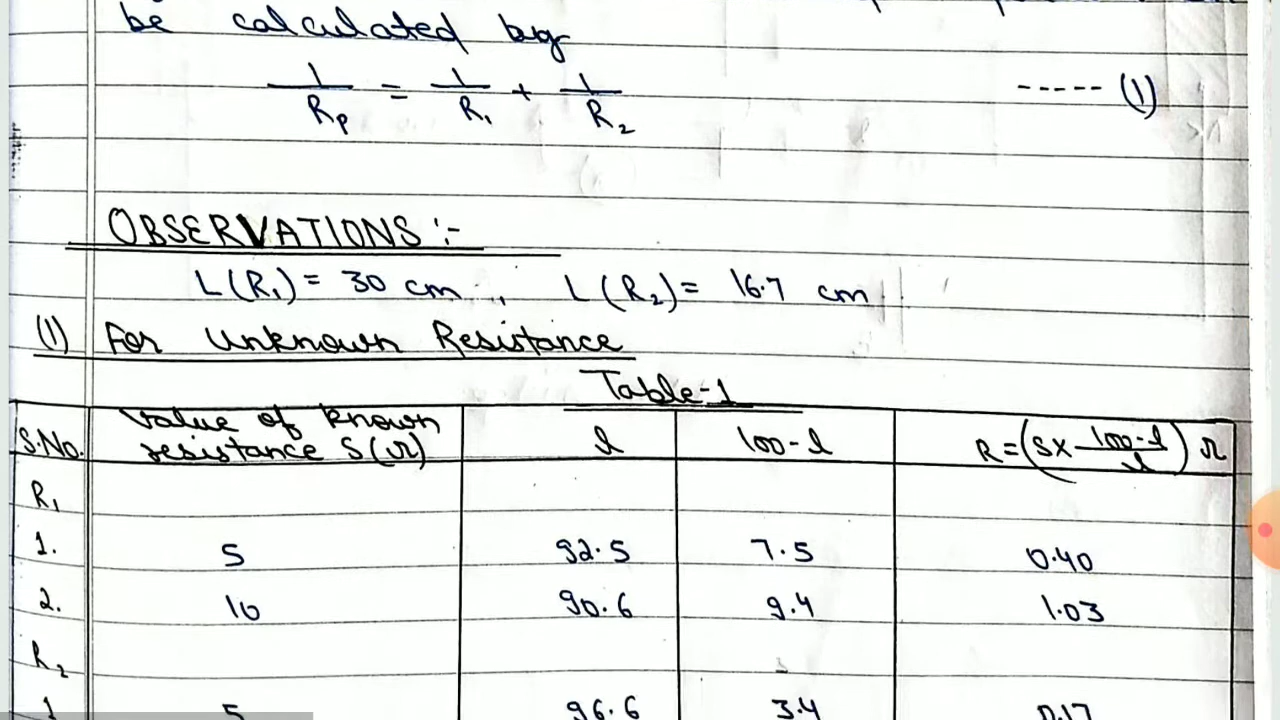 be calculated by
1/Rp = 1/R₁ + 1/R₂ ----- (1)
OBSERVATIONS :-
L(R₁) = 30 cm , L(R₂) = 16.7 cm
(1) For Unknown Resistance
Table-1
S.No. Value of known resistance S(Ω) l 100-l R=(S× 100-l/l) Ω
R₁
1. 5 92.5 7.5 0.40
2. 10 90.6 9.4 1.03
R₂
1 5 96.6 3.4 0.17